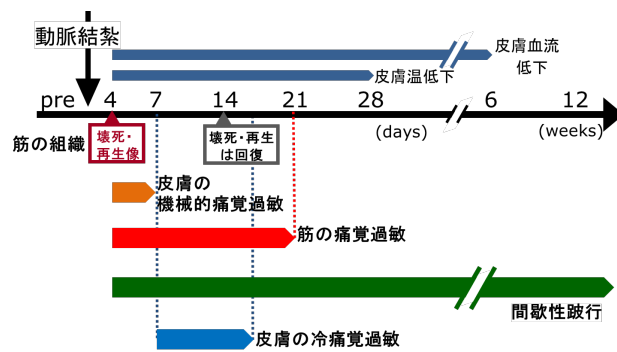 動脈結紮
皮膚血流
低下
皮膚温低下
pre 4 7 14 21 28 6 12
(days) (weeks)
筋の組織
壊死・
再生像
壊死・再生
は回復
皮膚の
機械的痛覚過敏
筋の痛覚過敏
間歇性跛行
皮膚の冷痛覚過敏